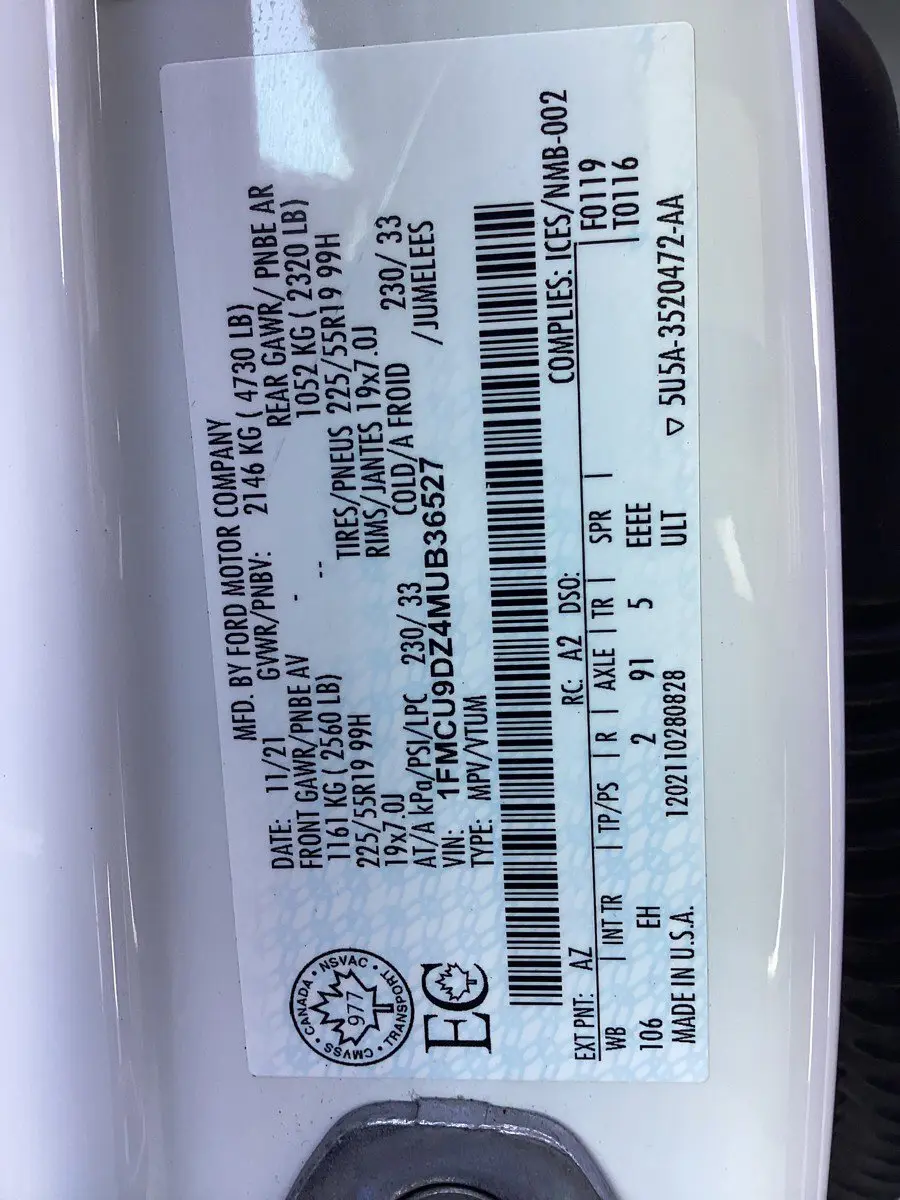 MFD. BY FORD MOTOR COMPANY
DATE: 11/21 GVWR/PNBV: 2146 KG ( 4730 LB)
FRONT GAWR/PNBE AV - REAR GAWR/ PNBE AR
1161 KG ( 2560 LB) -- 1052 KG ( 2320 LB)
225/55R19 99H TIRES/PNEUS 225/55R19 99H
19x7.0J RIMS/JANTES 19x7.0J
AT/A kPa/PSI/LPC 230/ 33 COLD/A FROID 230/ 33
VIN: 1FMCU9DZ4MUB36527 /JUMELEES
TYPE: MPV/VTUM
CANADA • NSVAC • TRANSPORT • CMVSS •
977
EC
COMPLIES: ICES/NMB-002
EXT PNT: AZ RC: A2 DSO: F0119
WB | INT TR | TP/PS | R | AXLE | TR | SPR | T0116
106 EH 2 91 5 EEEE
MADE IN U.S.A. 1202110280828 ULT ▽ 5U5A-3520472-AA